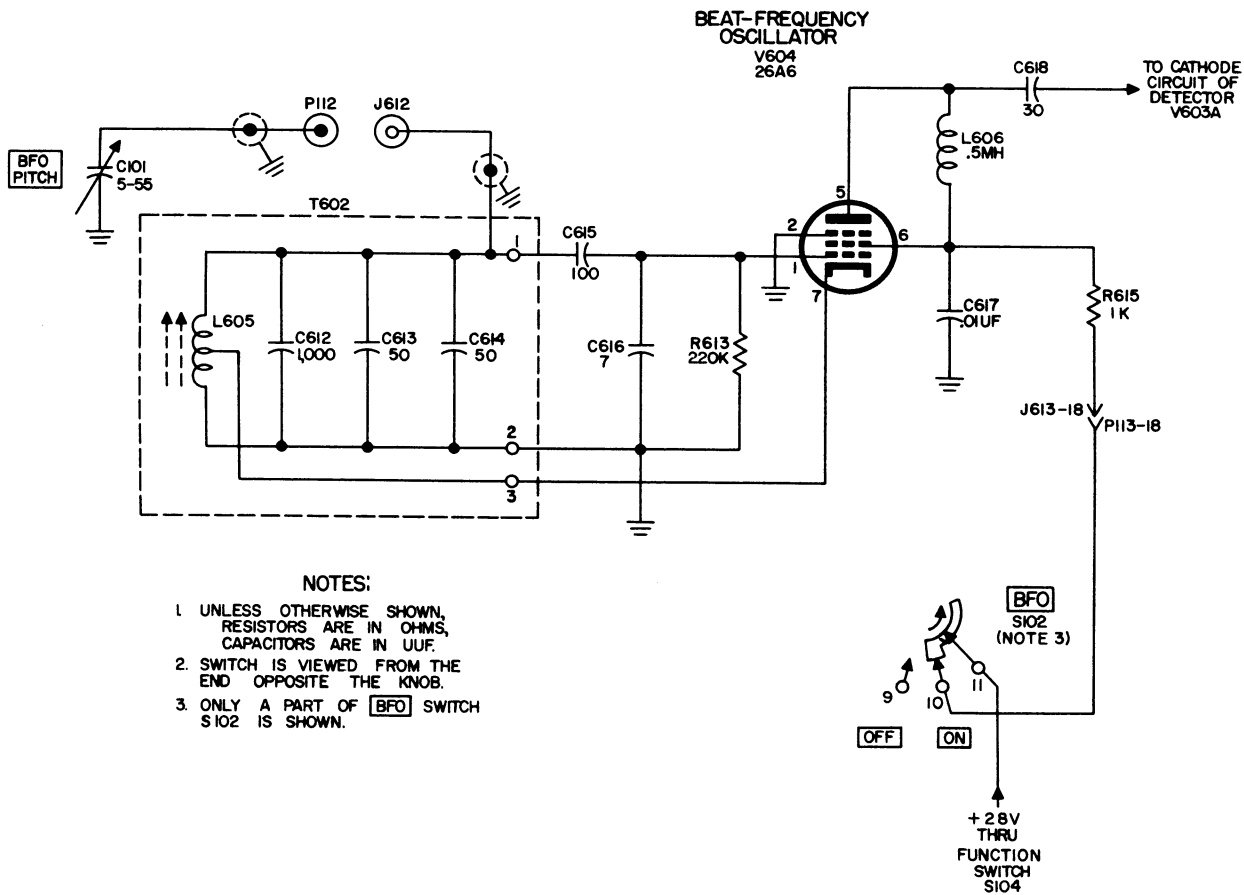 BEAT-FREQUENCY
OSCILLATOR
V604
26A6
C618
30
TO CATHODE
CIRCUIT OF
DETECTOR
V603A
P112
J612
BFO
PITCH
C101
5-55
L606
.5MH
T602
5
2
1
7
6
1
C615
100
L605
C612
1,000
C613
50
C614
50
C616
7
R613
220K
C617
.01UF
R615
1K
2
3
J613-18
P113-18
NOTES:
1. UNLESS OTHERWISE SHOWN,
RESISTORS ARE IN OHMS,
CAPACITORS ARE IN UUF.
2. SWITCH IS VIEWED FROM THE
END OPPOSITE THE KNOB.
3. ONLY A PART OF BFO SWITCH
S102 IS SHOWN.
BFO
S102
(NOTE 3)
9
10
11
OFF
ON
+28V
THRU
FUNCTION
SWITCH
S104